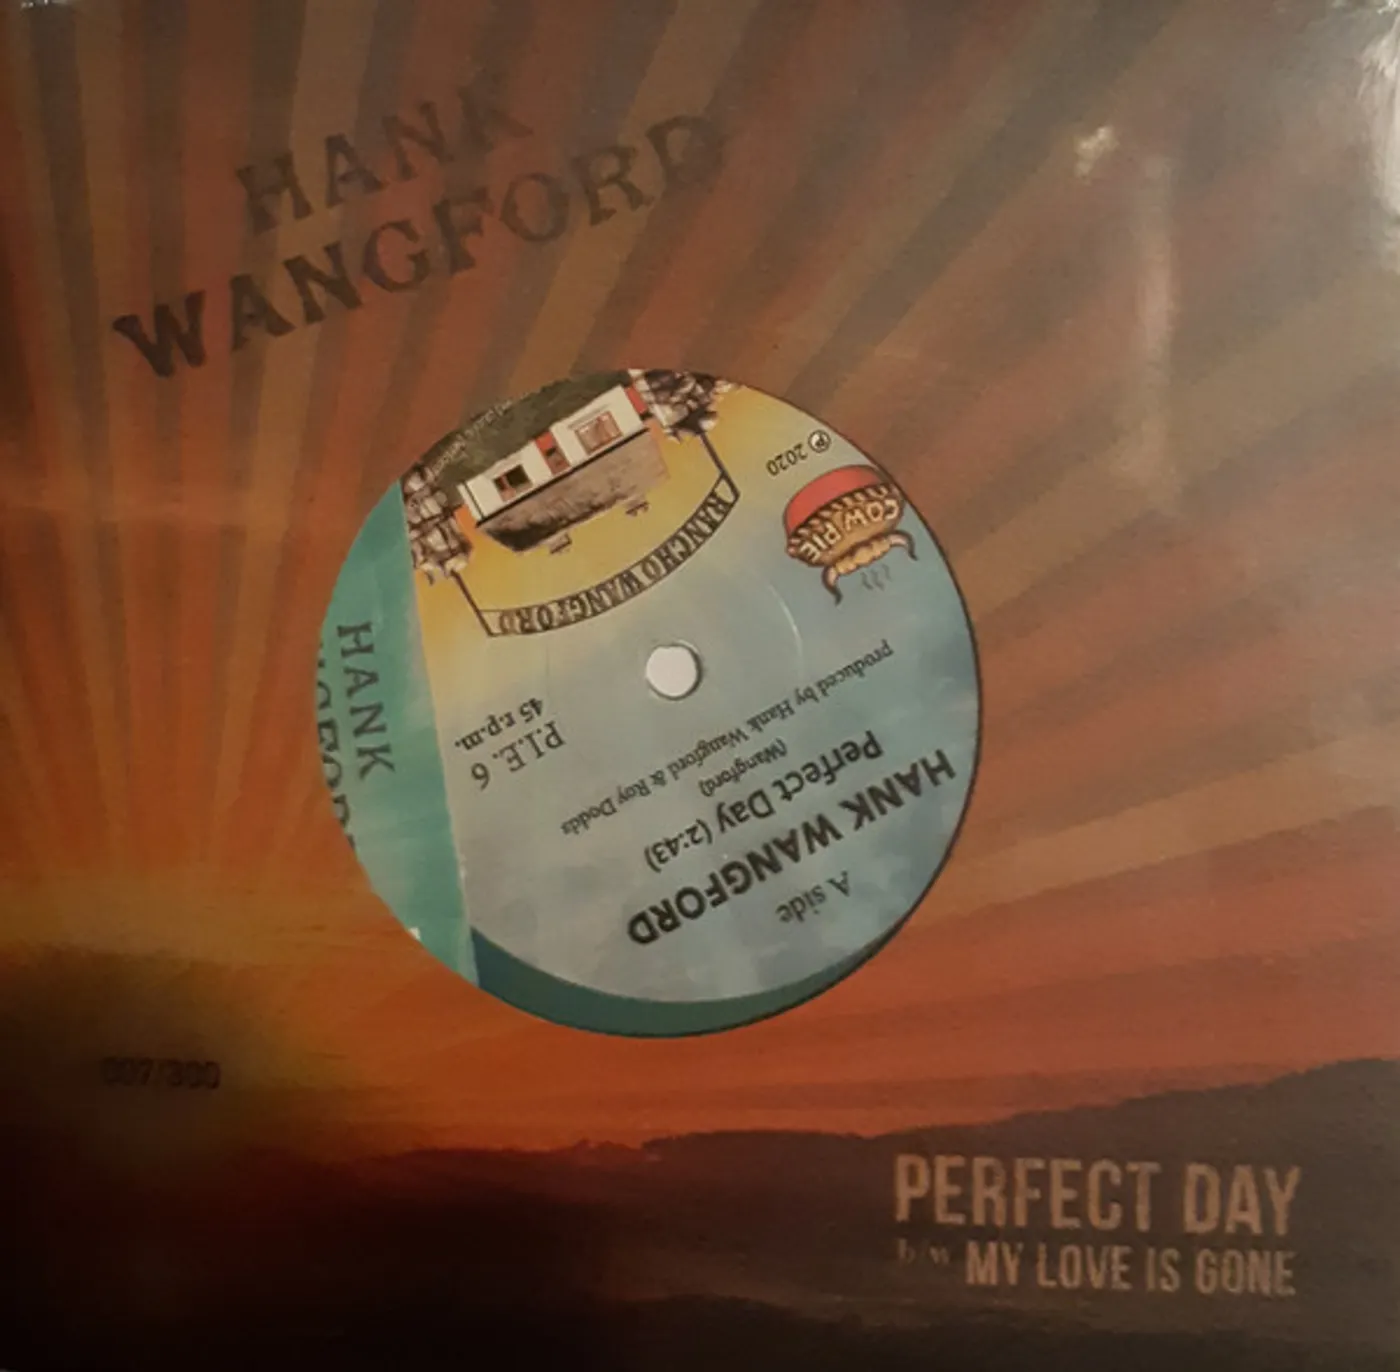 HANK
WANGFORD
RANCHO WANGFORD
℗ 2020
COW PIE
HANK
P.I.E. 6
45 r.p.m.
A side
HANK WANGFORD
Perfect Day (2:43)
(Wangford)
produced by Hank Wangford & Roy Dodds
PERFECT DAY
b/w MY LOVE IS GONE